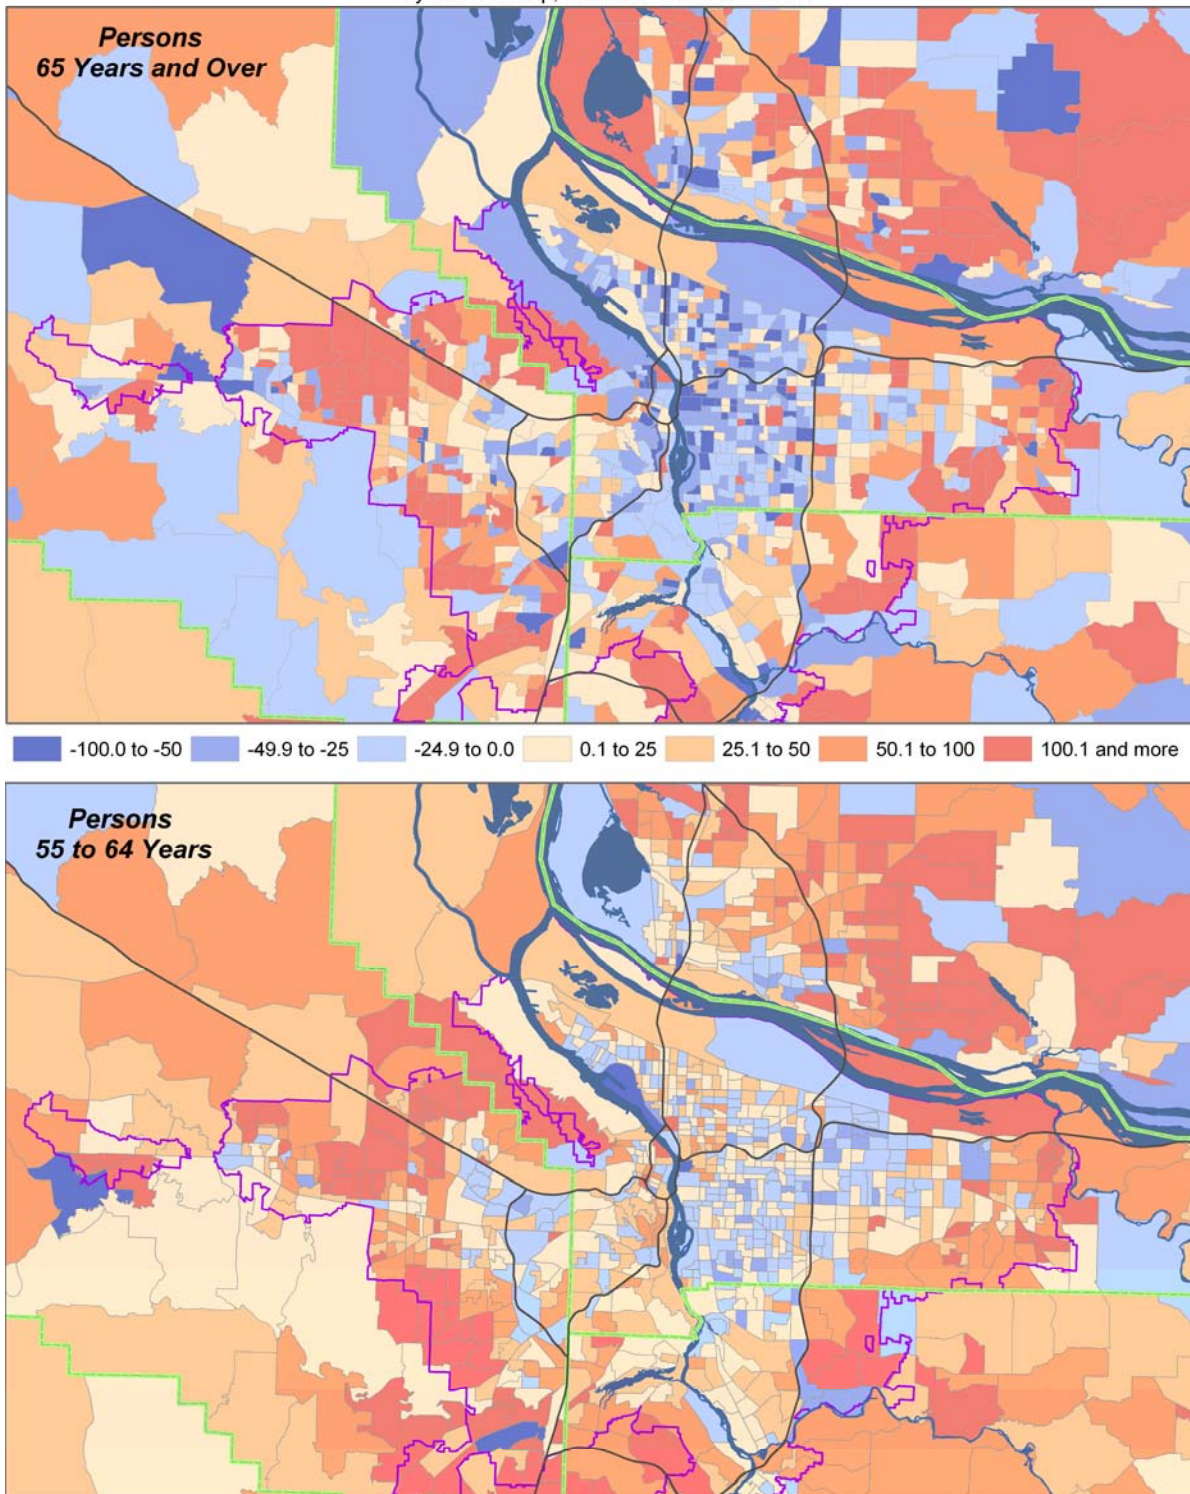 Persons
65 Years and Over
-100.0 to -50 -49.9 to -25 -24.9 to 0.0 0.1 to 25 25.1 to 50 50.1 to 100 100.1 and more
Persons
55 to 64 Years